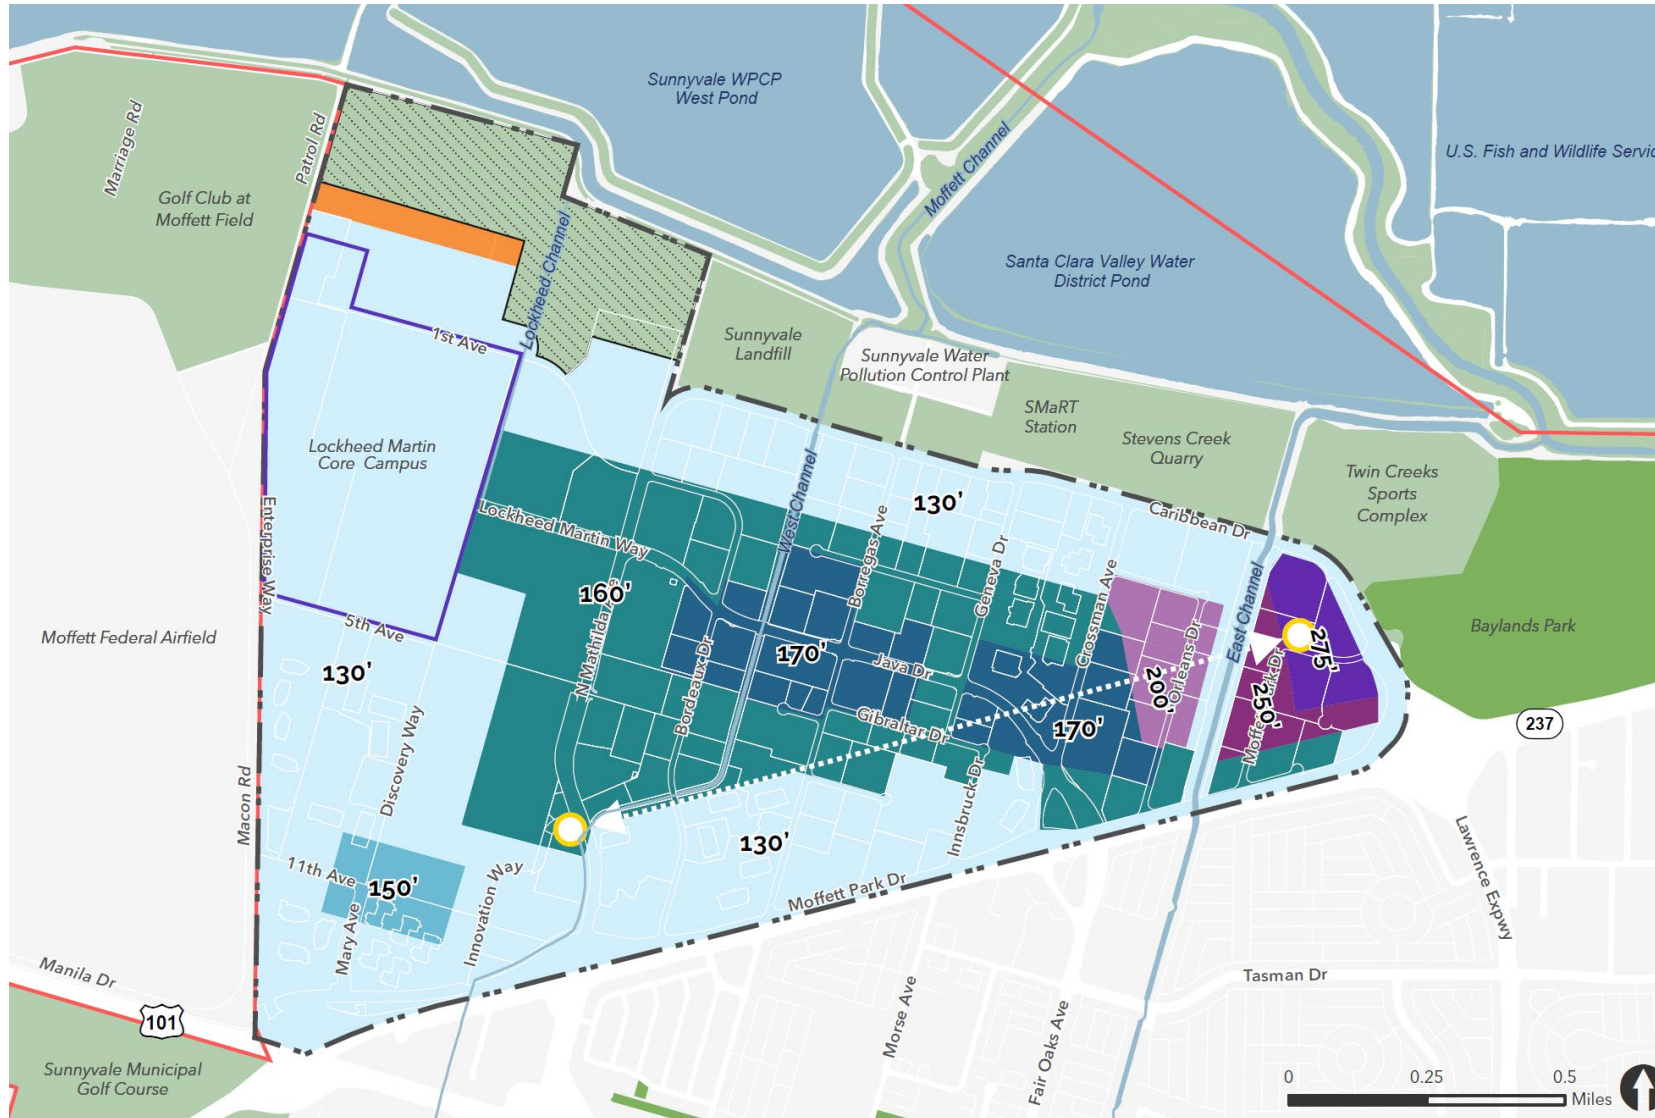 Sunnyvale WPCP
West Pond
Marriage Rd
Patrol Rd
Moffett Channel
U.S. Fish and Wildlife Servic
Golf Club at
Moffett Field
Lockheed Channel
Santa Clara Valley Water
District Pond
1st Ave
Sunnyvale
Landfill
Sunnyvale Water
Pollution Control Plant
SMaRT
Station
Stevens Creek
Quarry
Lockheed Martin
Core Campus
Twin Creeks
Sports
Complex
West Channel
130'
Caribbean Dr
Enterprise Way
Lockheed Martin Way
Borregas Ave
Geneva Dr
Crossman Ave
East Channel
160'
N Mathilda
5th Ave
Moffett Federal Airfield
Baylands Park
130'
Bordeaux Dr
170'
Java Dr
200'
Orleans Dr
275'
250'
Gibraltar Dr
170'
237
Discovery Way
Macon Rd
Innsbruck Dr
130'
11th Ave
150'
Mary Ave
Innovation Way
Moffett Park Dr
Lawrence Expwy
Manila Dr
101
Tasman Dr
Morse Ave
Fair Oaks Ave
Sunnyvale Municipal
Golf Course
0
0.25
0.5
Miles